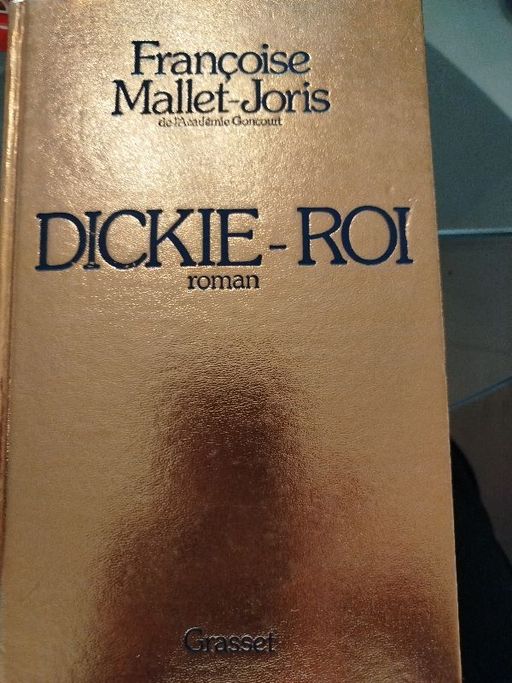 Françoise
Mallet-Joris
de l'Académie Goncourt
DICKIE-ROI
roman
Grasset